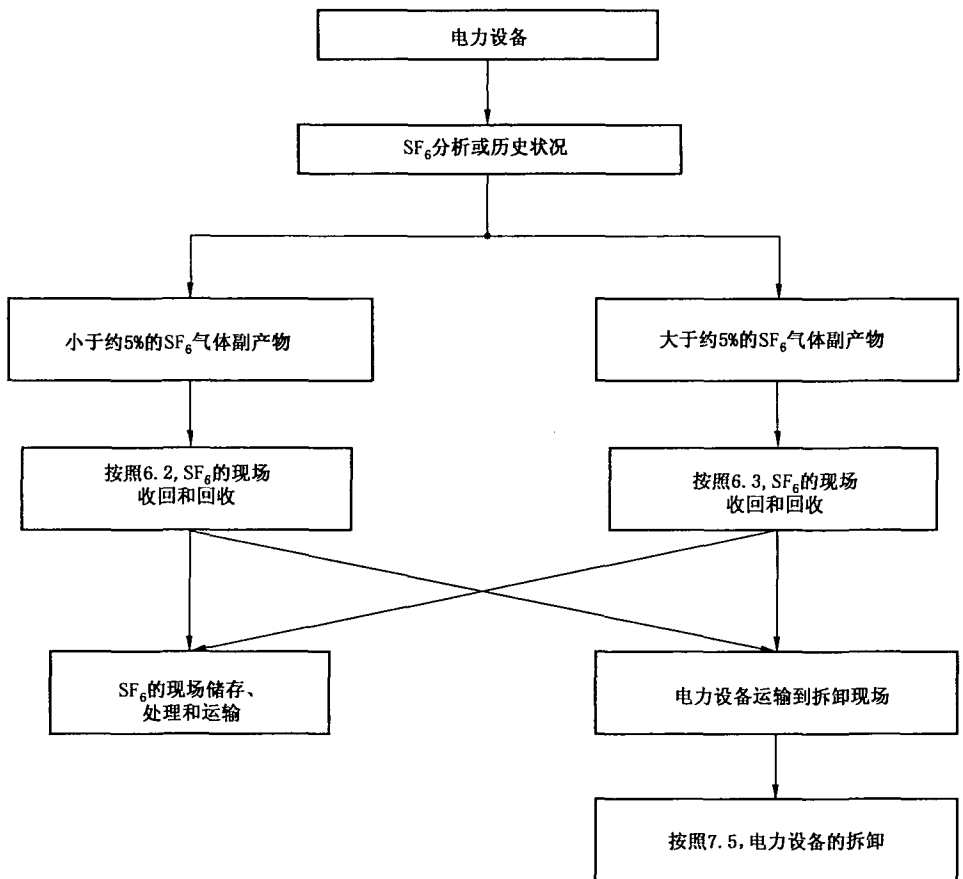 电力设备
SF₆分析或历史状况
小于约5%的SF₆气体副产物
大于约5%的SF₆气体副产物
按照6.2,SF₆的现场
收回和回收
按照6.3,SF₆的现场
收回和回收
SF₆的现场储存、
处理和运输
电力设备运输到拆卸现场
按照7.5,电力设备的拆卸